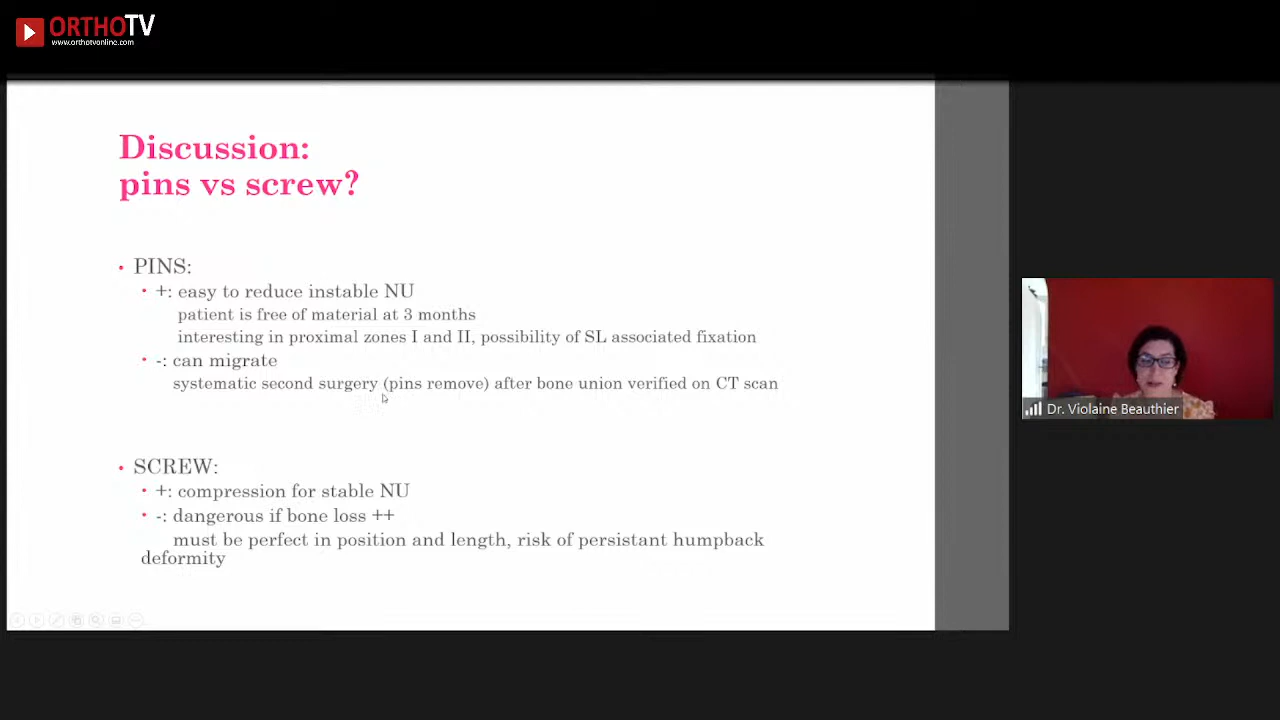 ORTHOTV
www.orthotvonline.com
Discussion:
pins vs screw?
• PINS:
• +: easy to reduce instable NU
patient is free of material at 3 months
interesting in proximal zones I and II, possibility of SL associated fixation
• -: can migrate
systematic second surgery (pins remove) after bone union verified on CT scan
• SCREW:
• +: compression for stable NU
• -: dangerous if bone loss ++
must be perfect in position and length, risk of persistant humpback
deformity
Dr. Violaine Beauthier